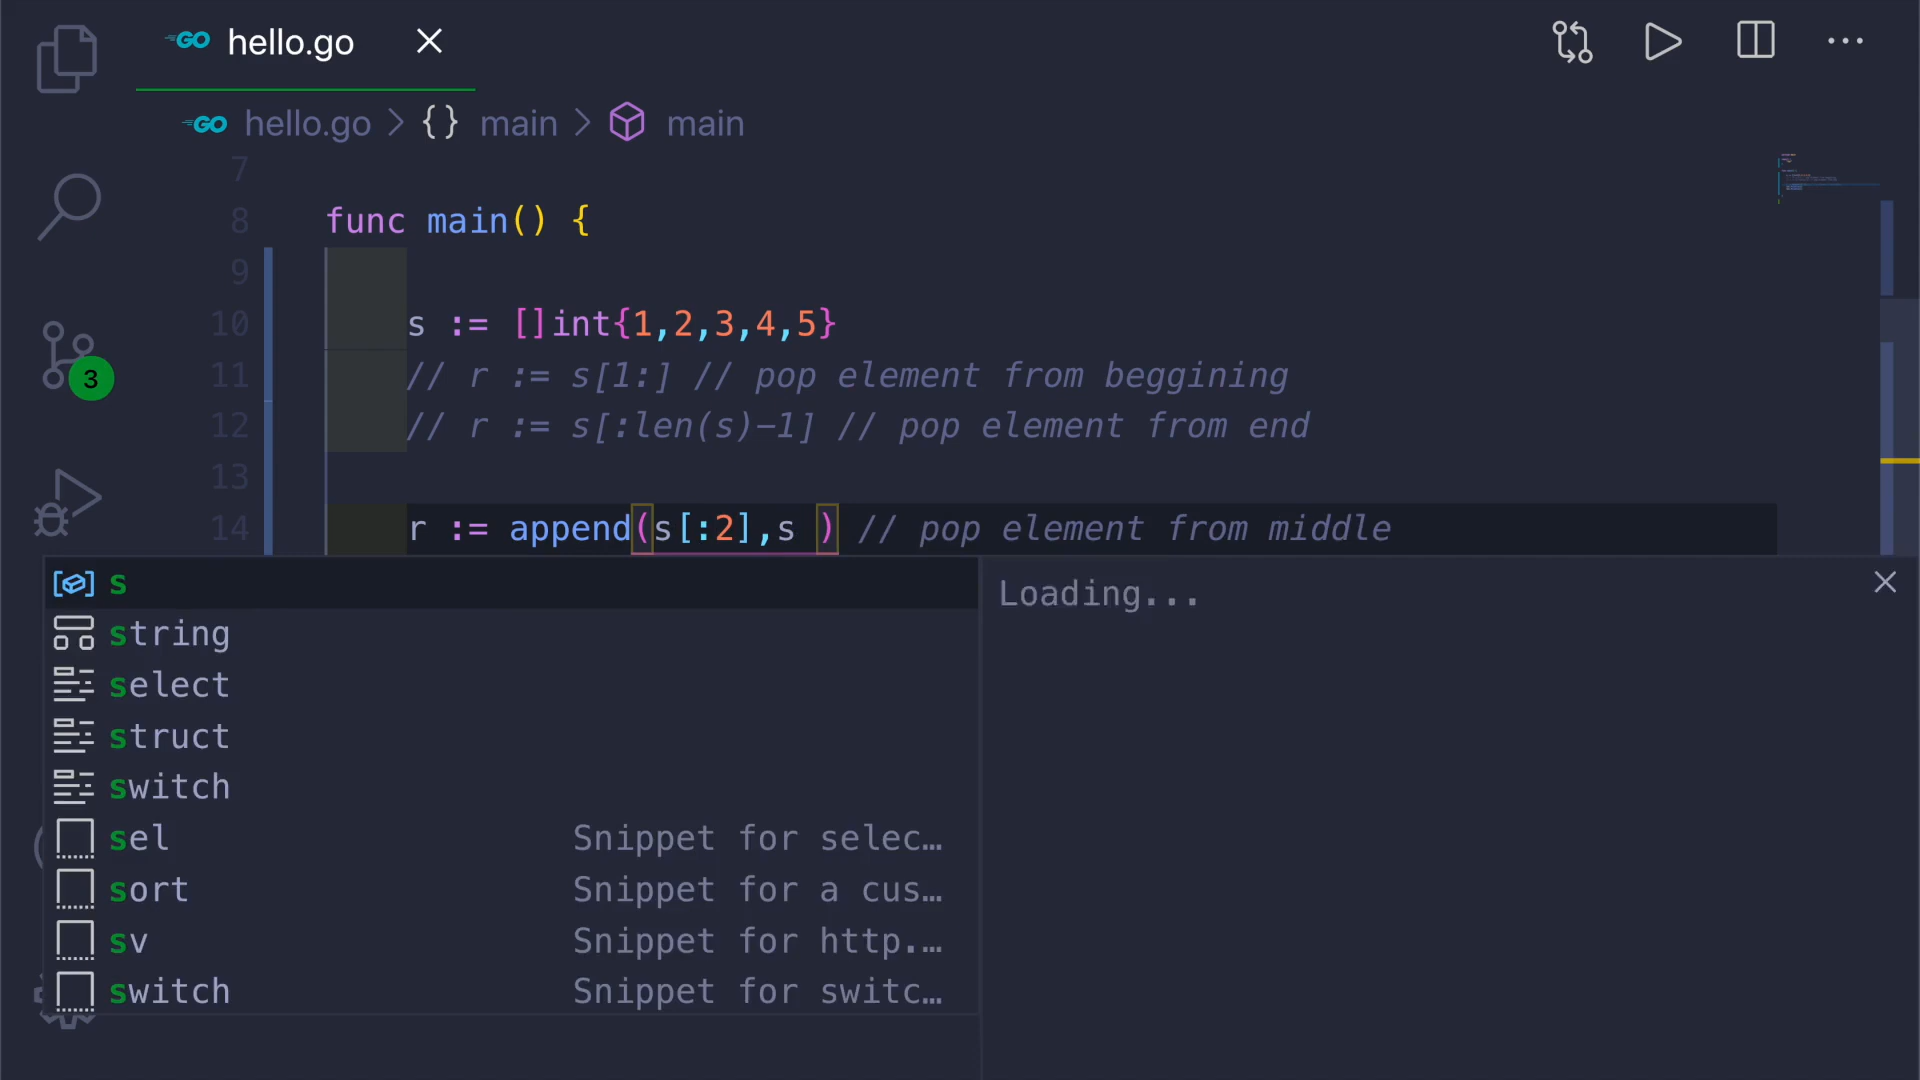 GO hello.go
GO hello.go > {} main > main
7
8 func main() {
9
10 s := []int{1,2,3,4,5}
11 // r := s[1:] // pop element from beggining
12 // r := s[:len(s)-1] // pop element from end
13
14 r := append(s[:2],s ) // pop element from middle
3
s
string
select
struct
switch
sel Snippet for selec…
sort Snippet for a cus…
sv Snippet for http.…
switch Snippet for switc…
Loading...